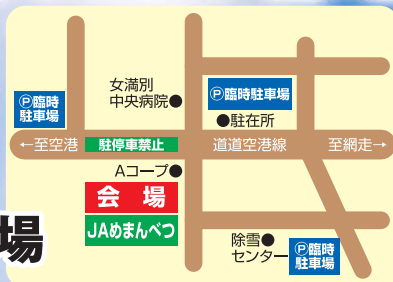 女満別
中央病院●
Ⓟ臨時駐車場
Ⓟ臨時
駐車場
●駐在所
←至空港
駐停車禁止
道道空港線
至網走→
Aコープ●
会場
JAめまんべつ
場
除雪●
センター
Ⓟ臨時
駐車場